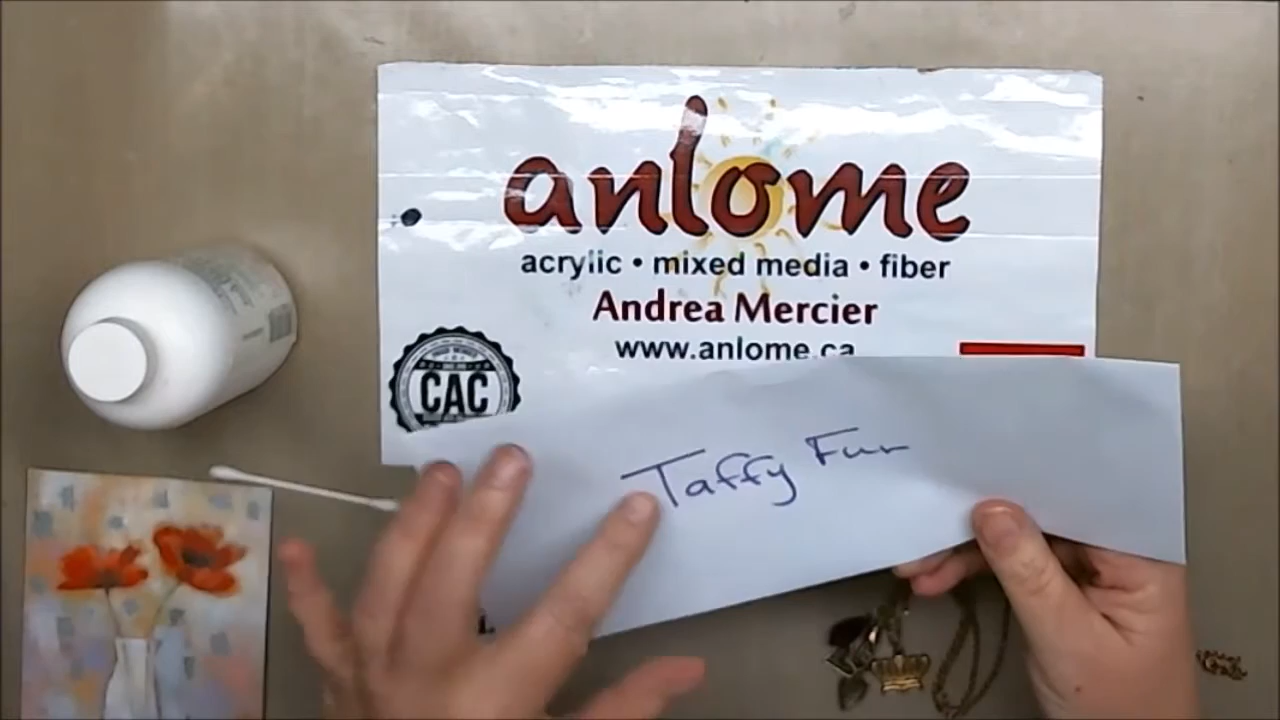 anlome
acrylic • mixed media • fiber
Andrea Mercier
www.anlome.ca
CAC
Taffy Fur